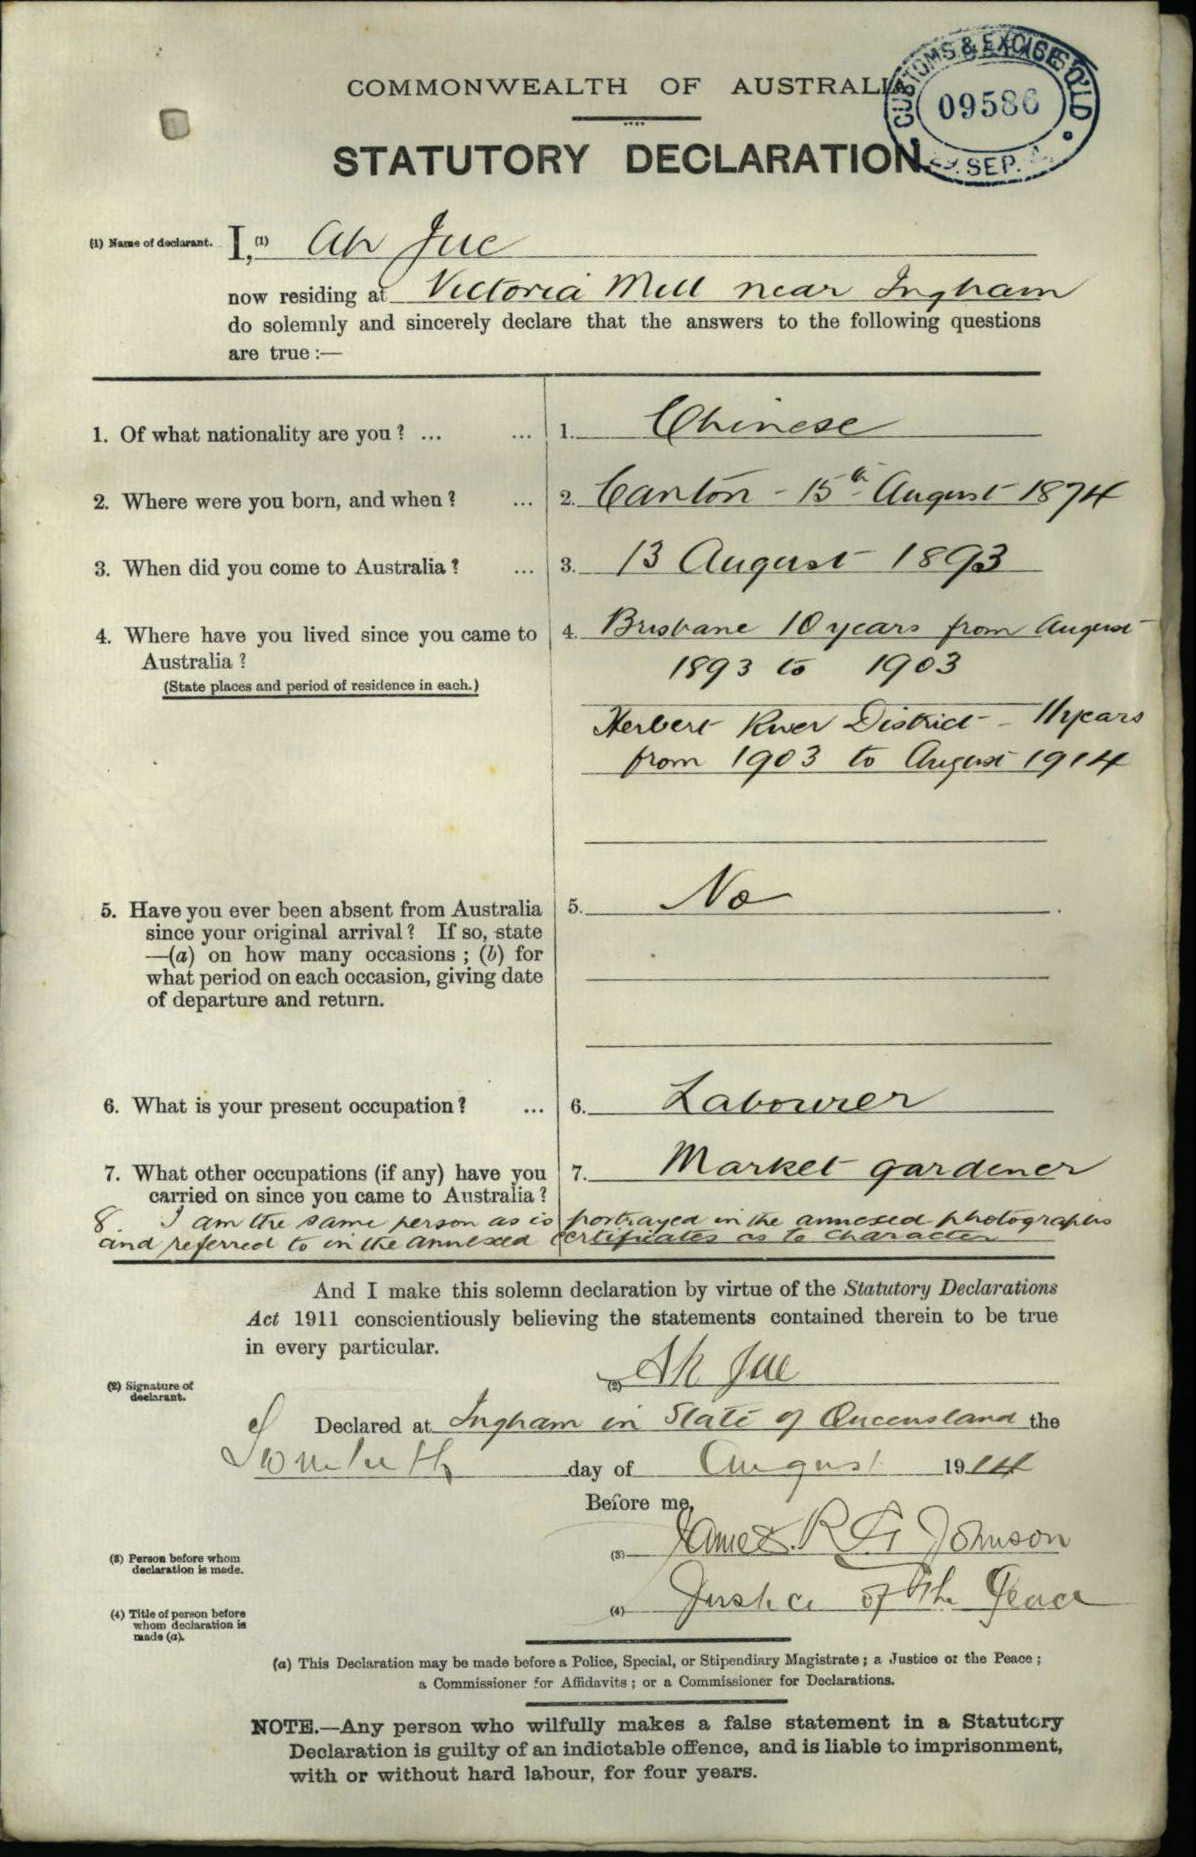 COMMONWEALTH OF AUSTRALIA
CUSTOMS & EXCISE QLD
09586
SEP.
STATUTORY DECLARATION.
(1) Name of declarant. I, (1) Ah Jue
now residing at Victoria Mill near Ingham
do solemnly and sincerely declare that the answers to the following questions
are true :—
1. Of what nationality are you? ... ... 1. Chinese
2. Where were you born, and when? ... 2. Canton - 15th August 1874
3. When did you come to Australia? ... 3. 13 August 1893
4. Where have you lived since you came to 4. Brisbane 10 years from August
Australia? 1893 to 1903
(State places and period of residence in each.)
Herbert River District - 11 years
from 1903 to August 1914
5. Have you ever been absent from Australia 5. No
since your original arrival? If so, state
—(a) on how many occasions; (b) for
what period on each occasion, giving date
of departure and return.
6. What is your present occupation? ... 6. Labourer
7. What other occupations (if any) have you 7. Market gardener
carried on since you came to Australia?
8. I am the same person as is portrayed in the annexed photographs
and referred to in the annexed certificates as to character
And I make this solemn declaration by virtue of the Statutory Declarations
Act 1911 conscientiously believing the statements contained therein to be true
in every particular.
(2) Signature of declarant. (2) Ah Jue
Declared at Ingham in State of Queensland the
day of August 1914
Before me,
(3) Person before whom declaration is made. (3) James R G Johnson
(4) Title of person before whom declaration is made (a). (4) Justice of the Peace
(a) This Declaration may be made before a Police, Special, or Stipendiary Magistrate; a Justice of the Peace;
a Commissioner for Affidavits; or a Commissioner for Declarations.
NOTE.—Any person who wilfully makes a false statement in a Statutory
Declaration is guilty of an indictable offence, and is liable to imprisonment,
with or without hard labour, for four years.